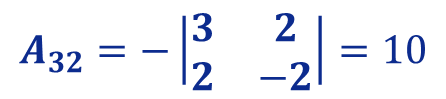 A₃₂ = − |3 2| = 10
|2 −2|